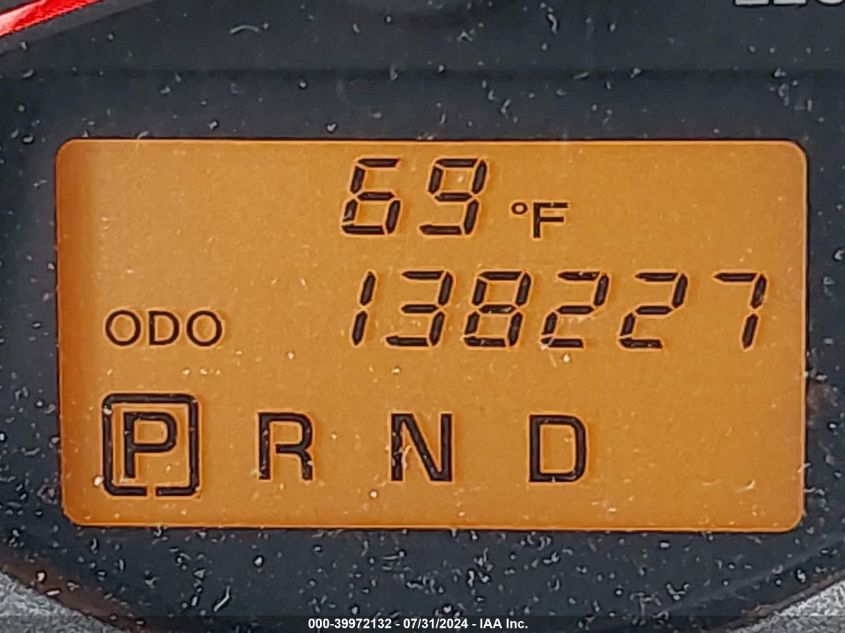 69 °F
ODO 138227
P R N D
000-39972132 - 07/31/2024 - IAA Inc.